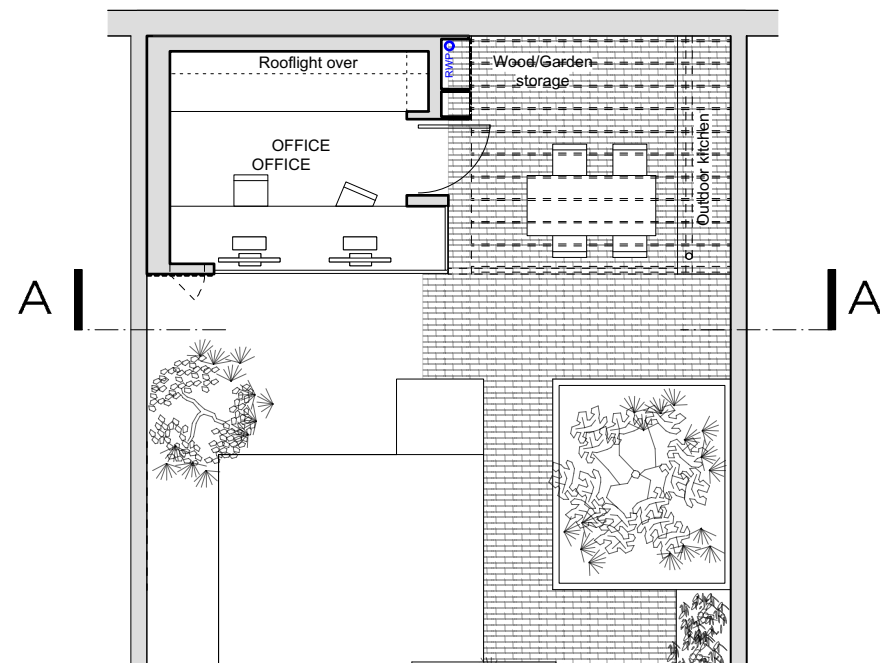 Rooflight over
RWP
Wood/Garden
storage
OFFICE
OFFICE
Outdoor kitchen
A
A